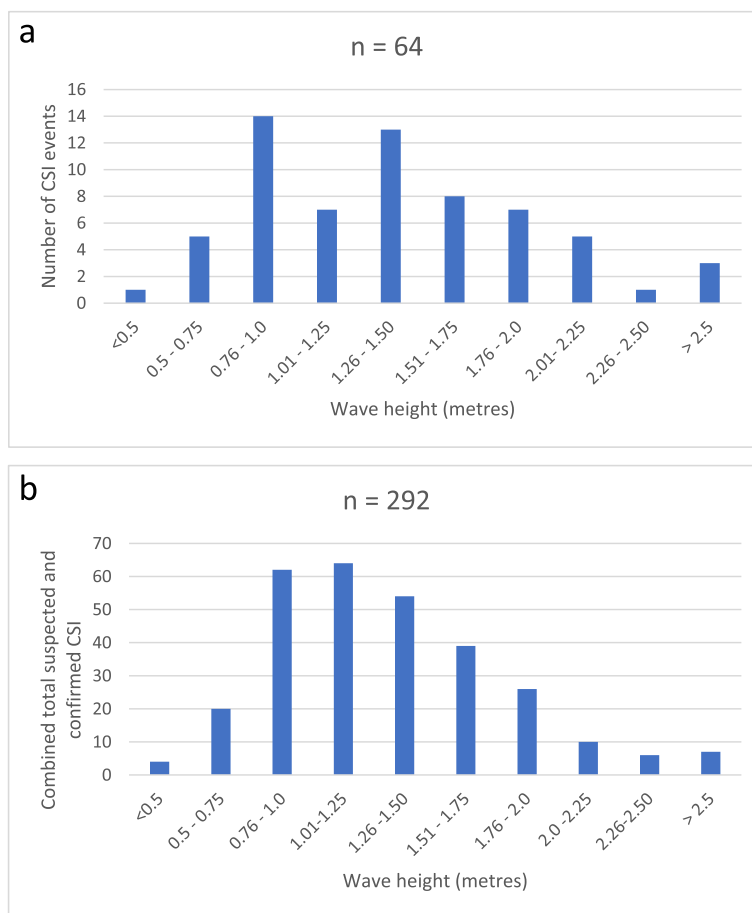 a
n = 64
Number of CSI events
16
14
12
10
8
6
4
2
0
<0.5
0.5 - 0.75
0.76 - 1.0
1.01 - 1.25
1.26 - 1.50
1.51 - 1.75
1.76 - 2.0
2.01- 2.25
2.26 - 2.50
> 2.5
Wave height (metres)
b
n = 292
Combined total suspected and
confirmed CSI
70
60
50
40
30
20
10
0
<0.5
0.5 - 0.75
0.76 - 1.0
1.01-1.25
1.26 -1.50
1.51 - 1.75
1.76 - 2.0
2.0 -2.25
2.26-2.50
> 2.5
Wave height (metres)